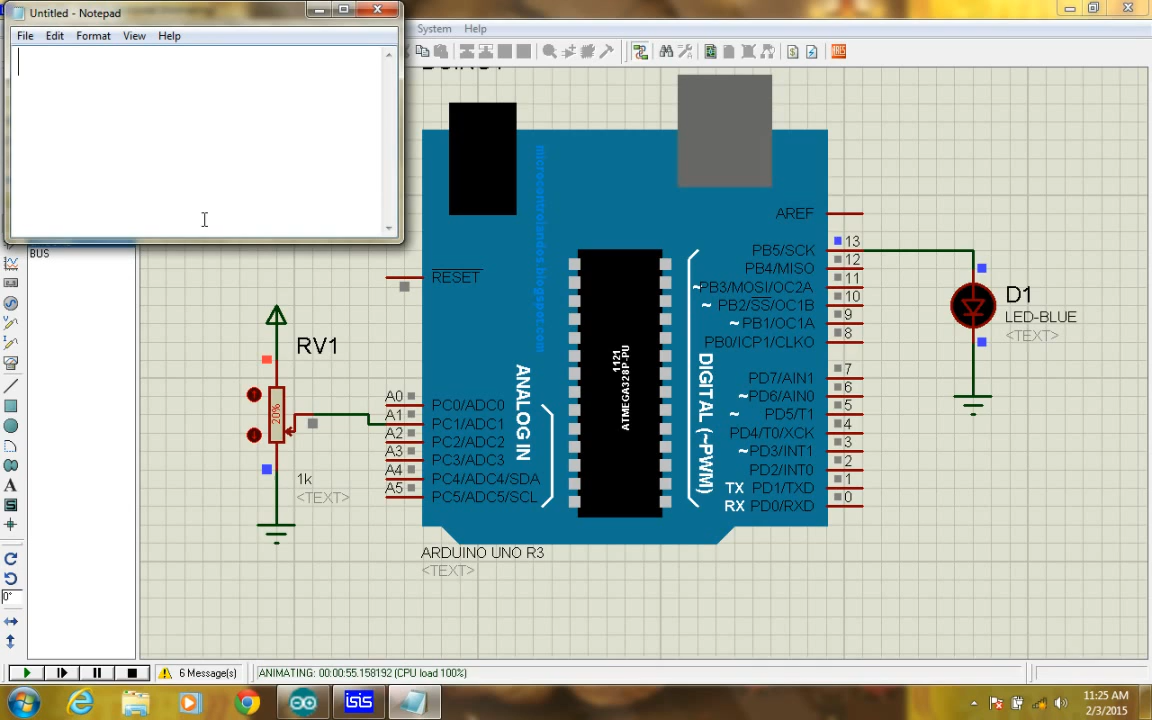 Untitled - Notepad
File Edit Format View Help
System Help
BUS
microcontrolandos.blogspot.com
RESET
AREF
PB5/SCK 13
PB4/MISO 12
~PB3/MOSI/OC2A 11
~PB2/SS/OC1B 10
~PB1/OC1A 9
PB0/ICP1/CLKO 8
PD7/AIN1 7
~PD6/AIN0 6
~PD5/T1 5
PD4/T0/XCK 4
~PD3/INT1 3
PD2/INT0 2
TX PD1/TXD 1
RX PD0/RXD 0
DIGITAL (~PWM)
ANALOG IN
1121
ATMEGA328P-PU
A0 PC0/ADC0
A1 PC1/ADC1
A2 PC2/ADC2
A3 PC3/ADC3
A4 PC4/ADC4/SDA
A5 PC5/ADC5/SCL
RV1
20%
1k
<TEXT>
D1
LED-BLUE
<TEXT>
ARDUINO UNO R3
<TEXT>
0°
6 Message(s)
ANIMATING: 00:00:55.158192 (CPU load 100%)
isis
11:25 AM
2/3/2015